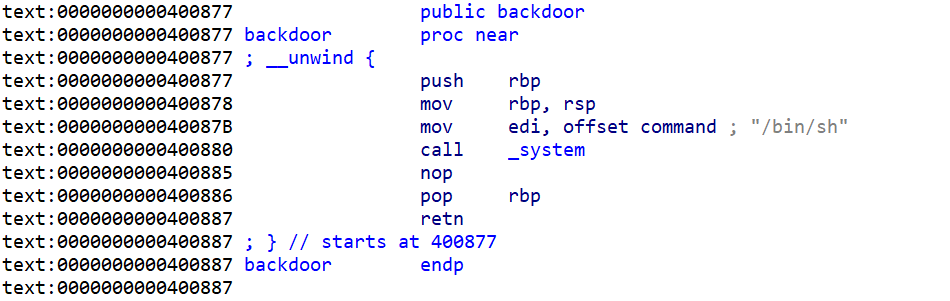 text:0000000000400877                 public backdoor
text:0000000000400877 backdoor        proc near
text:0000000000400877 ; __unwind {
text:0000000000400877                 push    rbp
text:0000000000400878                 mov     rbp, rsp
text:000000000040087B                 mov     edi, offset command ; "/bin/sh"
text:0000000000400880                 call    _system
text:0000000000400885                 nop
text:0000000000400886                 pop     rbp
text:0000000000400887                 retn
text:0000000000400887 ; } // starts at 400877
text:0000000000400887 backdoor        endp
text:0000000000400887